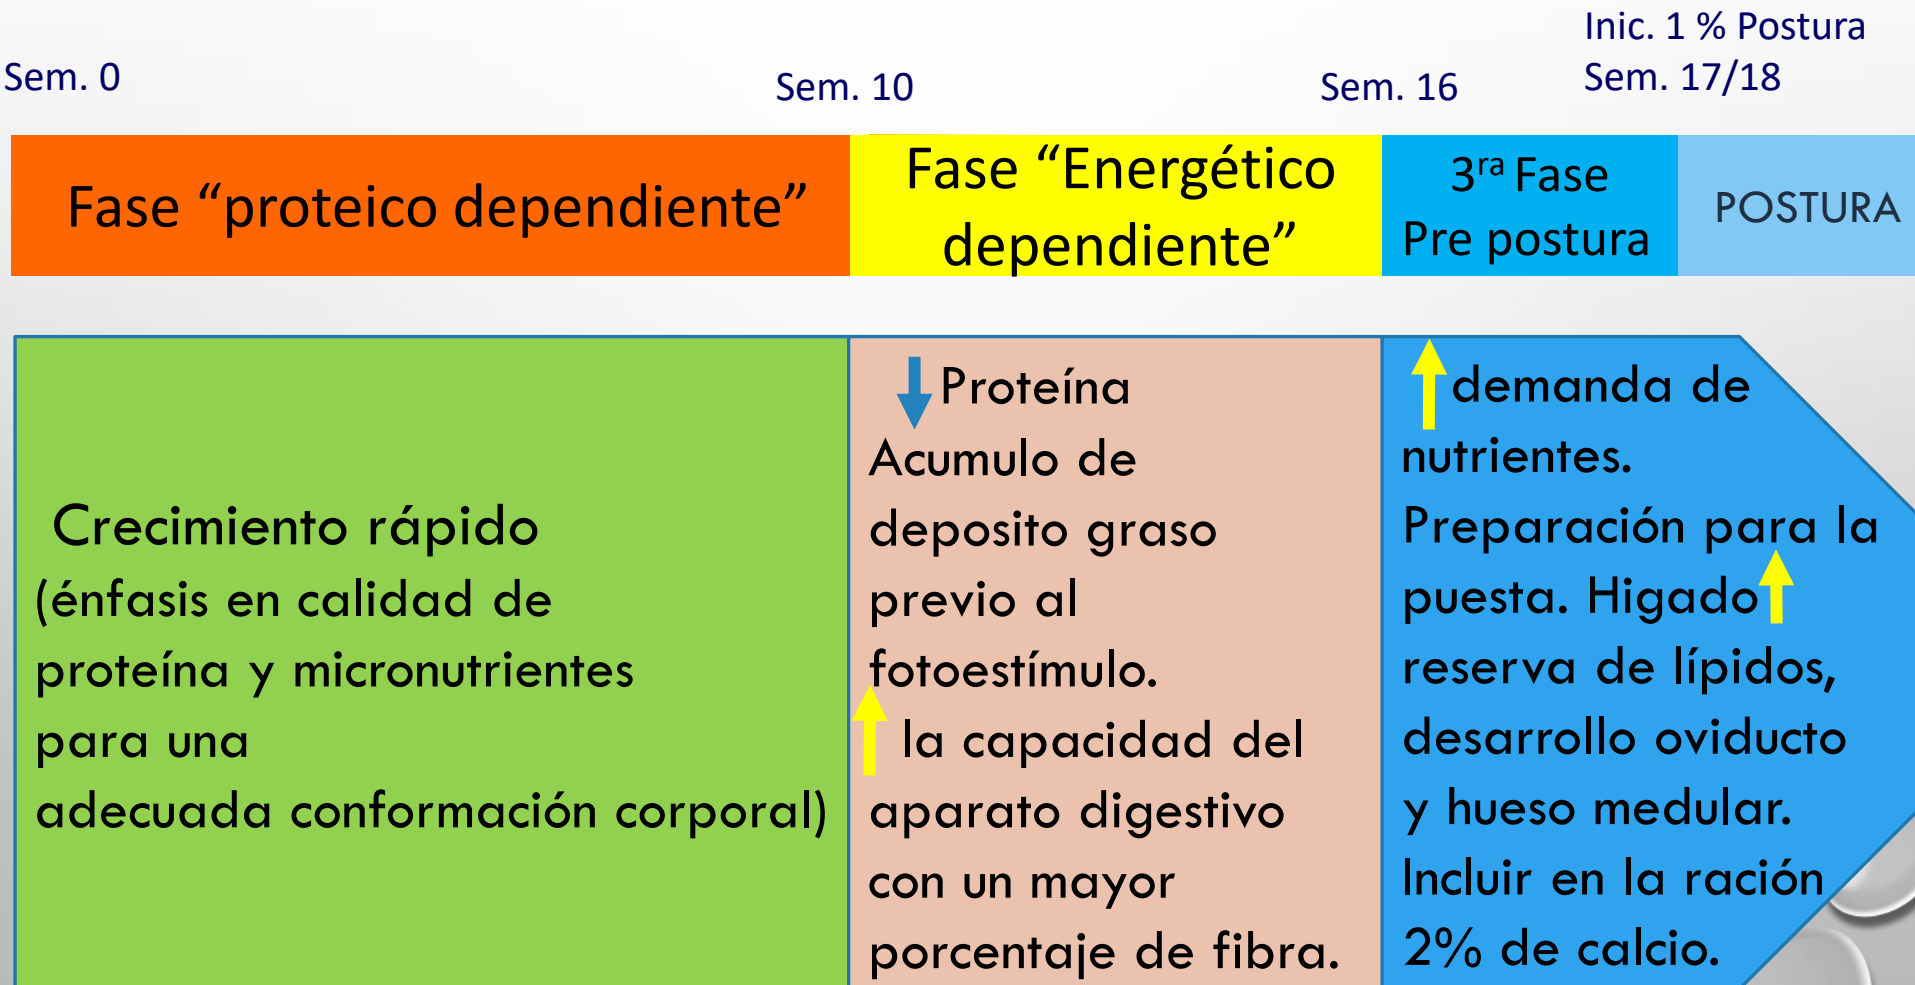 Sem. 0
Sem. 10
Sem. 16
Inic. 1 % Postura
Sem. 17/18
Fase “proteico dependiente”
Fase “Energético
dependiente”
3ra Fase
Pre postura
POSTURA
Crecimiento rápido
(énfasis en calidad de
proteína y micronutrientes
para una
adecuada conformación corporal)
Proteína
Acumulo de
deposito graso
previo al
fotoestímulo.
la capacidad del
aparato digestivo
con un mayor
porcentaje de fibra.
demanda de
nutrientes.
Preparación para la
puesta. Higado
reserva de lípidos,
desarrollo oviducto
y hueso medular.
Incluir en la ración
2% de calcio.